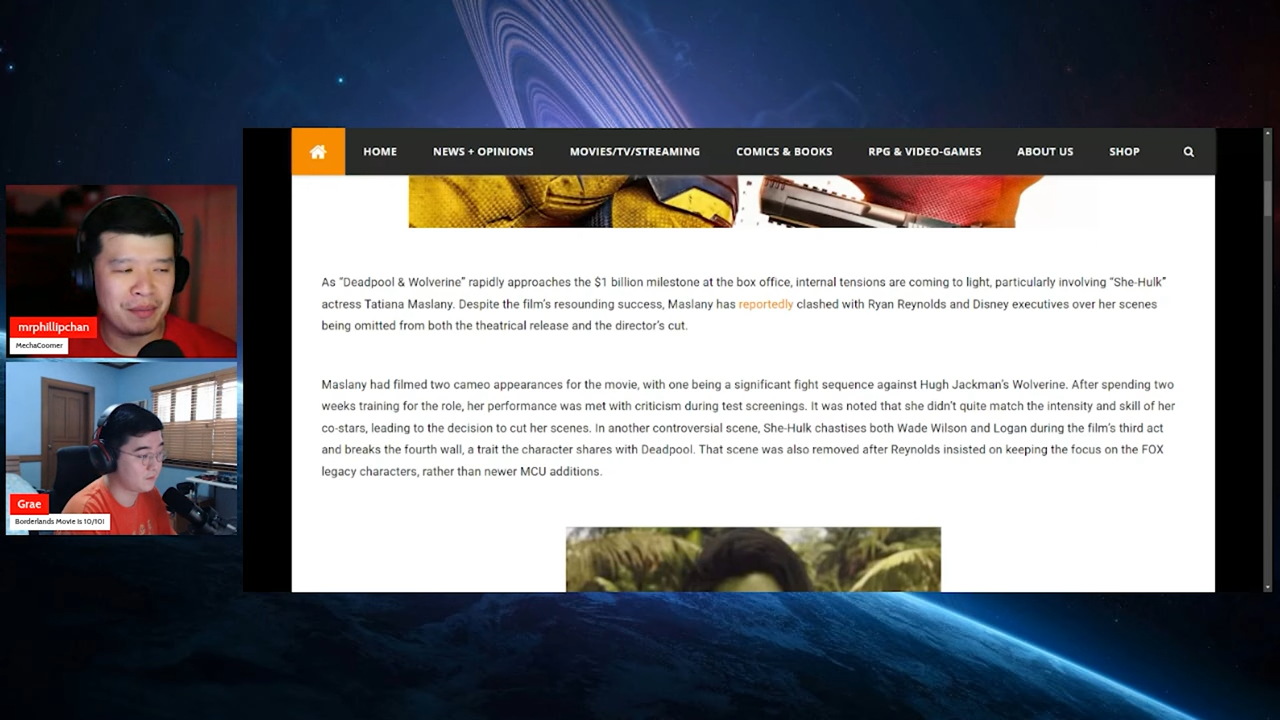 HOME NEWS + OPINIONS MOVIES/TV/STREAMING COMICS & BOOKS RPG & VIDEO-GAMES ABOUT US SHOP
As “Deadpool & Wolverine” rapidly approaches the $1 billion milestone at the box office, internal tensions are coming to light, particularly involving “She-Hulk”
actress Tatiana Maslany. Despite the film’s resounding success, Maslany has reportedly clashed with Ryan Reynolds and Disney executives over her scenes
being omitted from both the theatrical release and the director’s cut.
Maslany had filmed two cameo appearances for the movie, with one being a significant fight sequence against Hugh Jackman’s Wolverine. After spending two
weeks training for the role, her performance was met with criticism during test screenings. It was noted that she didn’t quite match the intensity and skill of her
co-stars, leading to the decision to cut her scenes. In another controversial scene, She-Hulk chastises both Wade Wilson and Logan during the film’s third act
and breaks the fourth wall, a trait the character shares with Deadpool. That scene was also removed after Reynolds insisted on keeping the focus on the FOX
legacy characters, rather than newer MCU additions.
mrphillipchan
MechaCoomer
Grae
Borderlands Movie Is 10/10!